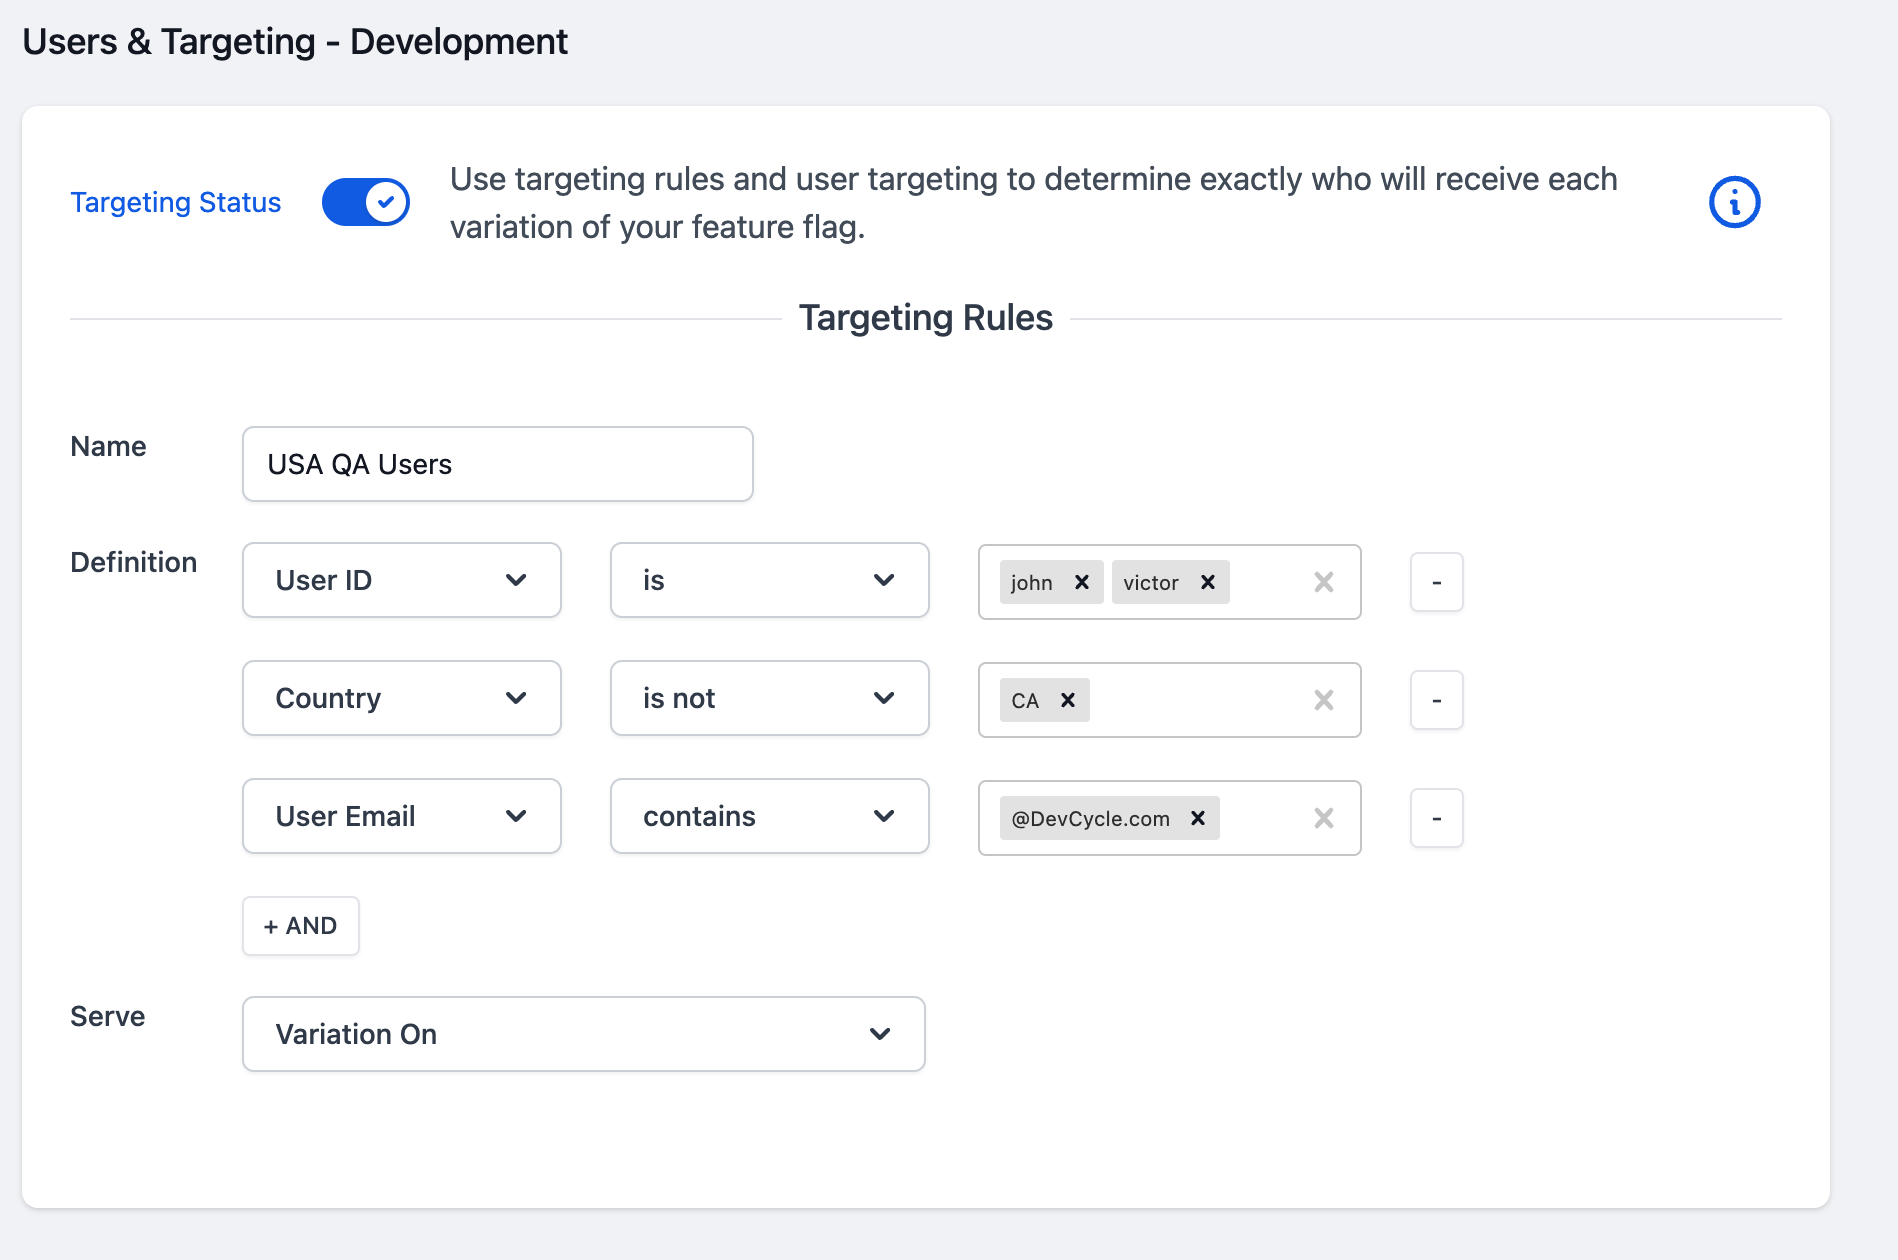 Users & Targeting - Development
Targeting Status
Use targeting rules and user targeting to determine exactly who will receive each
variation of your feature flag.
Targeting Rules
Name
USA QA Users
Definition
User ID
is
john
victor
-
Country
is not
CA
-
User Email
contains
@DevCycle.com
-
+ AND
Serve
Variation On